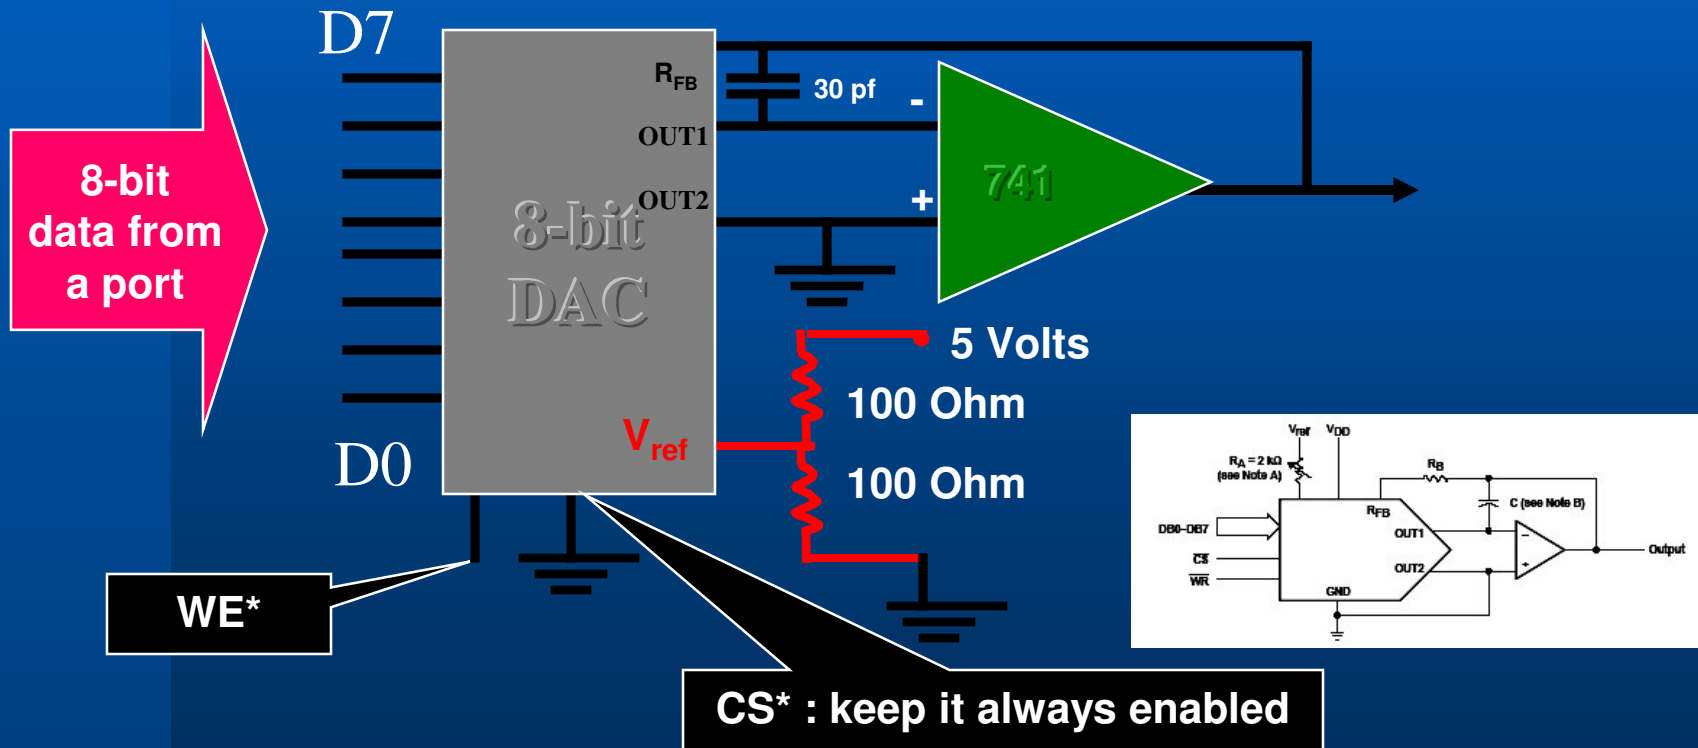 D7
R_FB
30 pf
-
OUT1
8-bit
data from
a port
OUT2
+
741
8-bit
DAC
5 Volts
100 Ohm
V_ref
100 Ohm
D0
WE*
CS* : keep it always enabled
Vref
VDD
RA = 2 kΩ
(see Note A)
RB
RFB
C (see Note B)
DB0–DB7
OUT1
−
Output
CS
OUT2
+
WR
GND